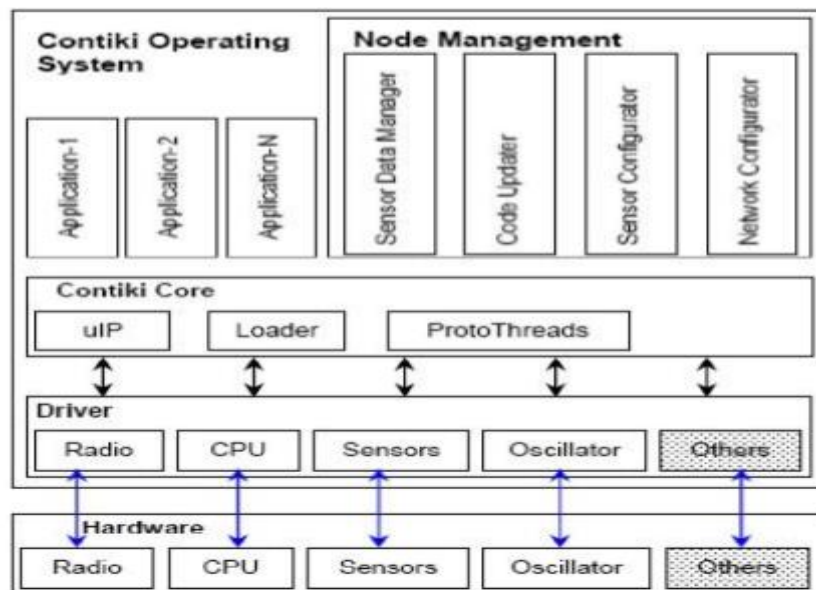 Contiki Operating
System
Node Management
Application-1
Application-2
Application-N
Sensor Data Manager
Code Updater
Sensor Configurator
Network Configurator
Contiki Core
uIP
Loader
ProtoThreads
Driver
Radio
CPU
Sensors
Oscillator
Others
Hardware
Radio
CPU
Sensors
Oscillator
Others